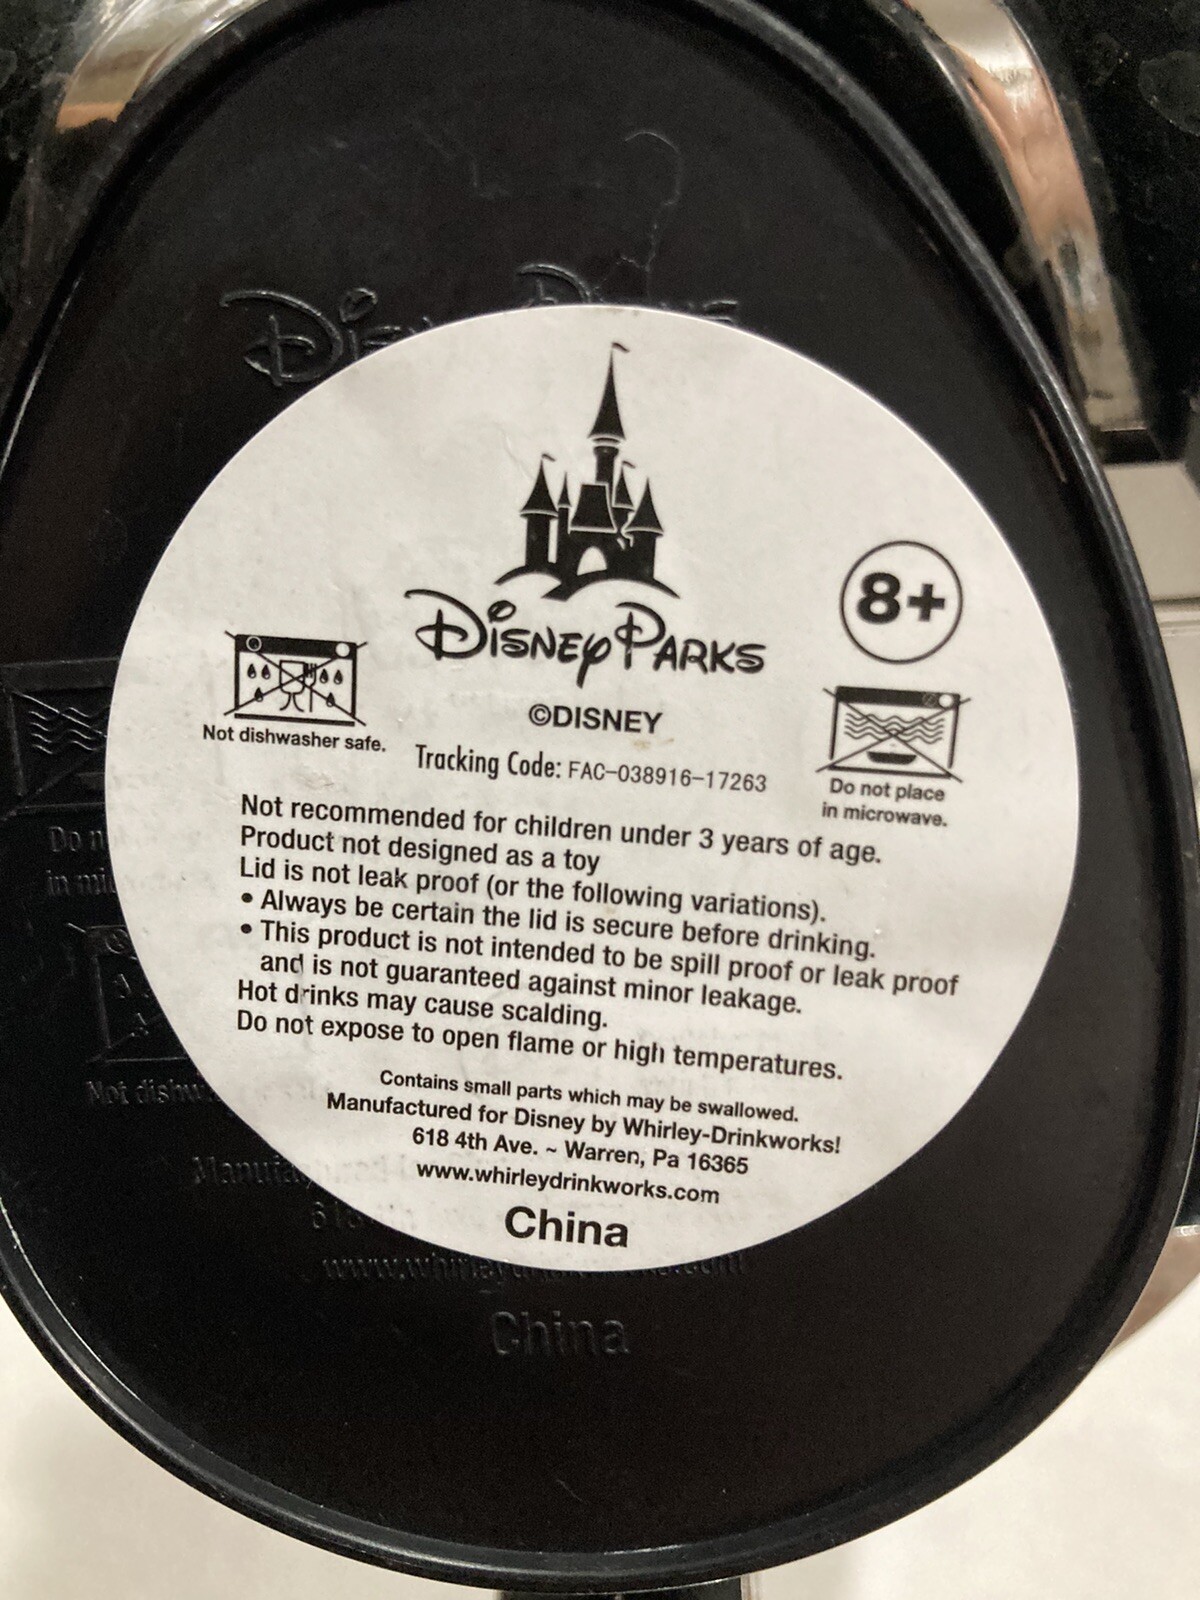 Disney Parks
8+
©DISNEY
Not dishwasher safe.
Tracking Code: FAC-038916-17263
Do not place
in microwave.
Not recommended for children under 3 years of age.
Product not designed as a toy
Lid is not leak proof (or the following variations).
• Always be certain the lid is secure before drinking.
• This product is not intended to be spill proof or leak proof
and is not guaranteed against minor leakage.
Hot drinks may cause scalding.
Do not expose to open flame or high temperatures.
Contains small parts which may be swallowed.
Manufactured for Disney by Whirley-Drinkworks!
618 4th Ave. ~ Warren, Pa 16365
www.whirleydrinkworks.com
China
China